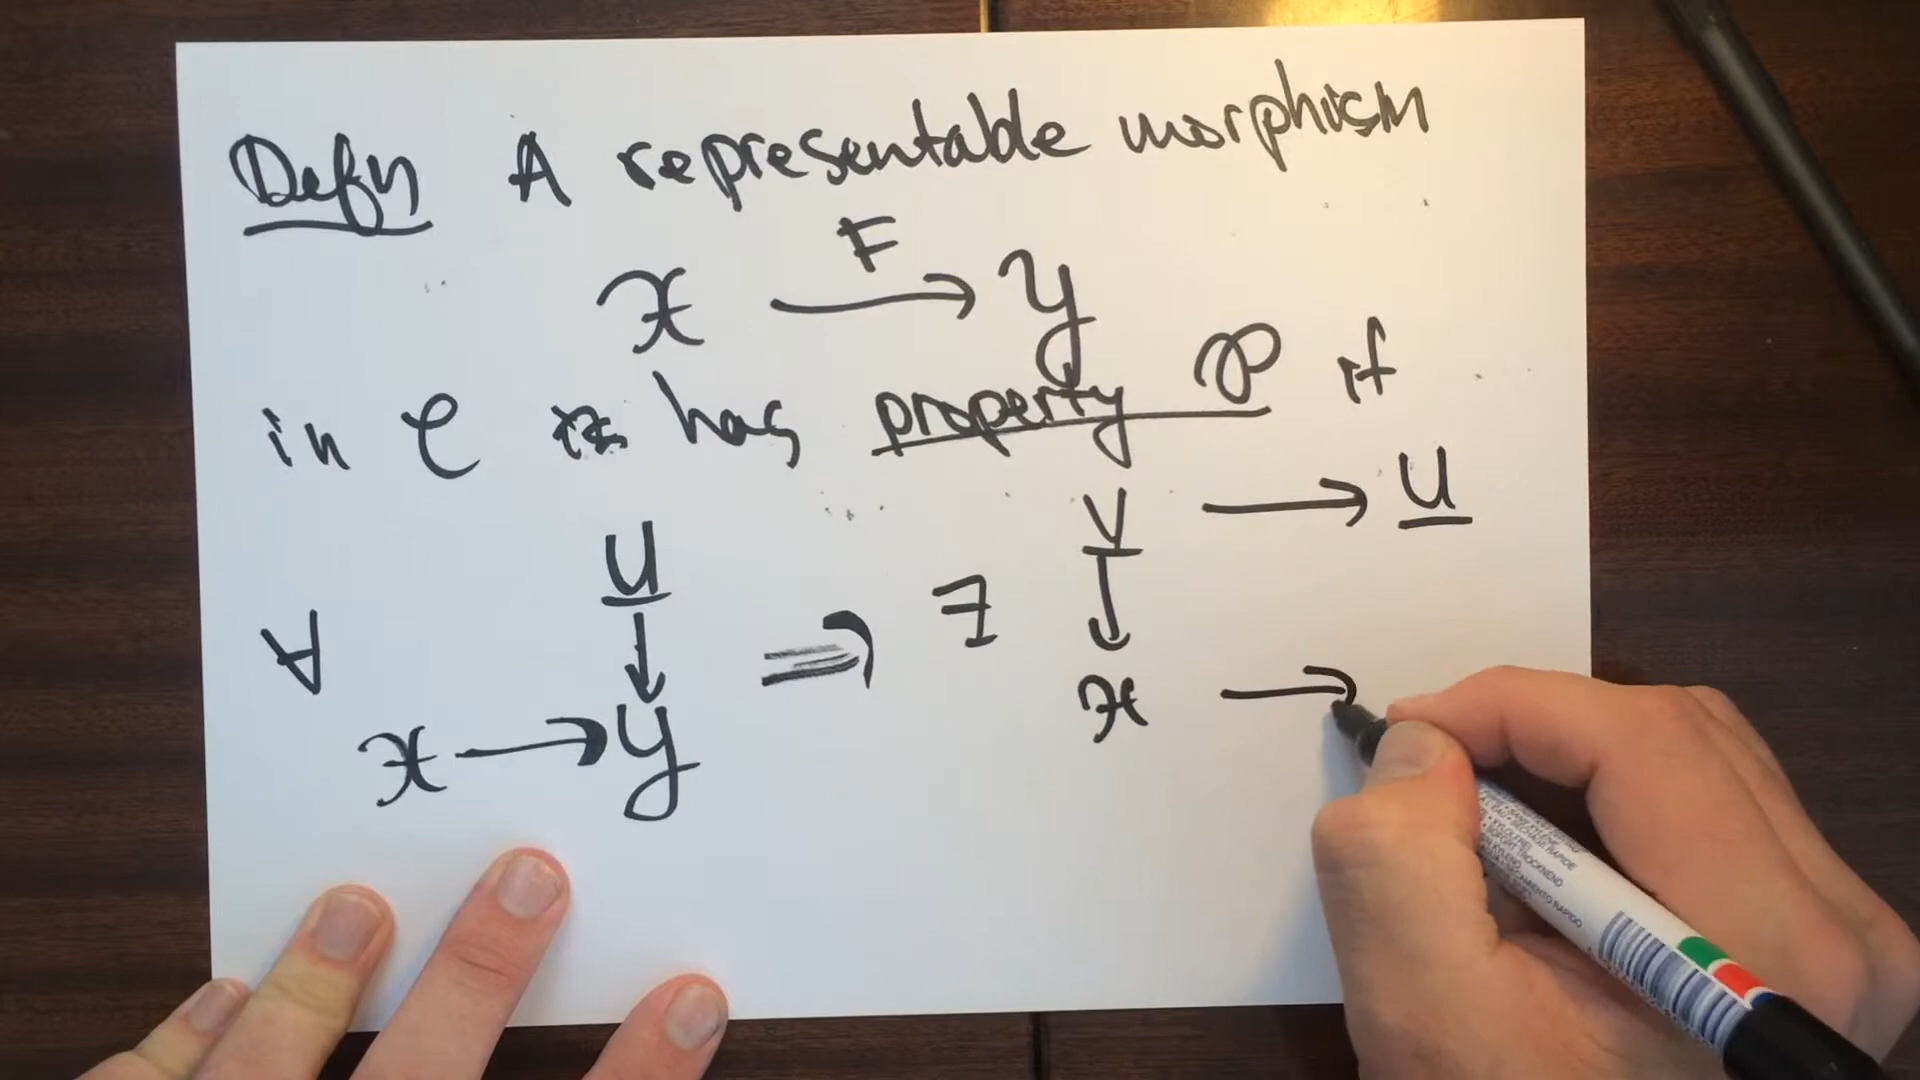 Defn A representable morphism
𝒳 →F 𝒴
in 𝒞 has property 𝒫 if
∀ U ↓ 𝒳 → 𝒴 ⇒ ∃ V → U ↓ 𝒳 →